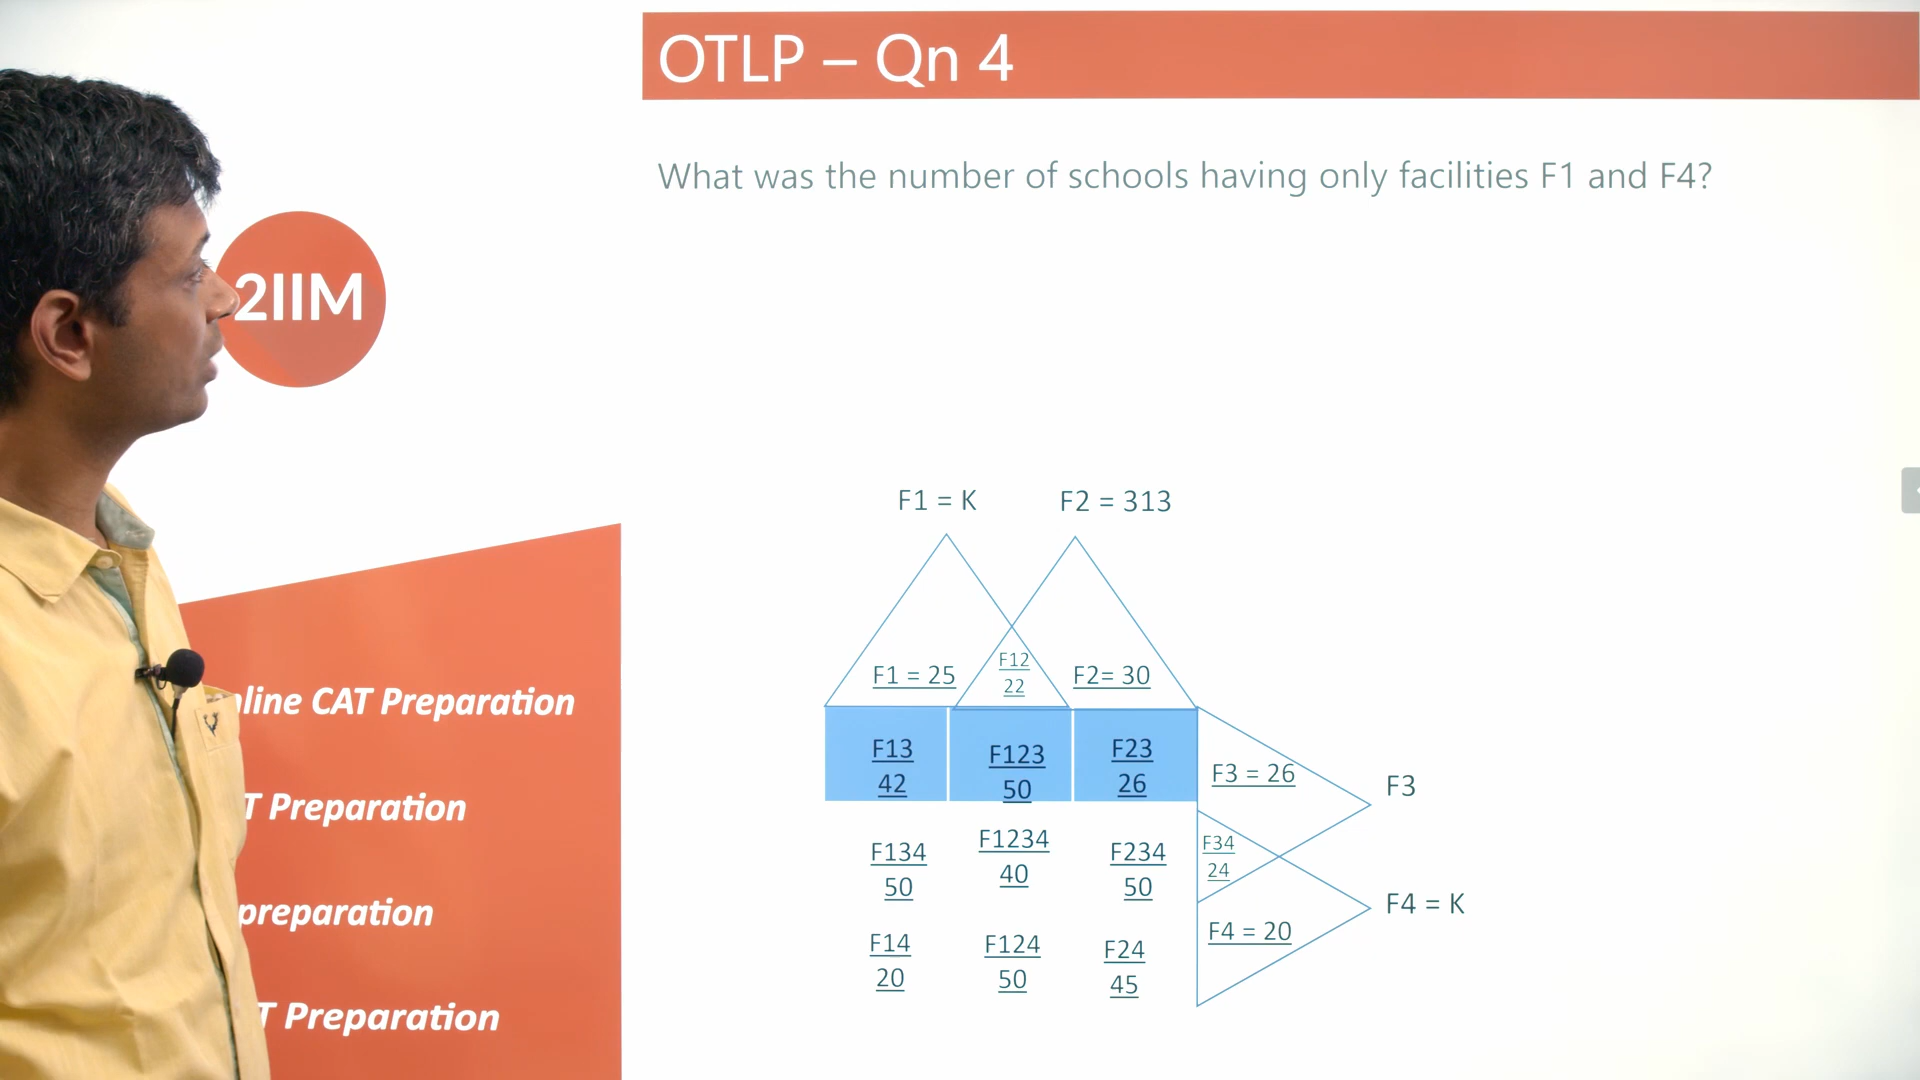 OTLP – Qn 4
What was the number of schools having only facilities F1 and F4?
2IIM
F1 = K
F2 = 313
F1 = 25
F12
22
F2= 30
F13
42
F123
50
F23
26
F3 = 26
F3
F134
50
F1234
40
F234
50
F34
24
F4 = K
F4 = 20
F14
20
F124
50
F24
45
nline CAT Preparation
T Preparation
preparation
T Preparation